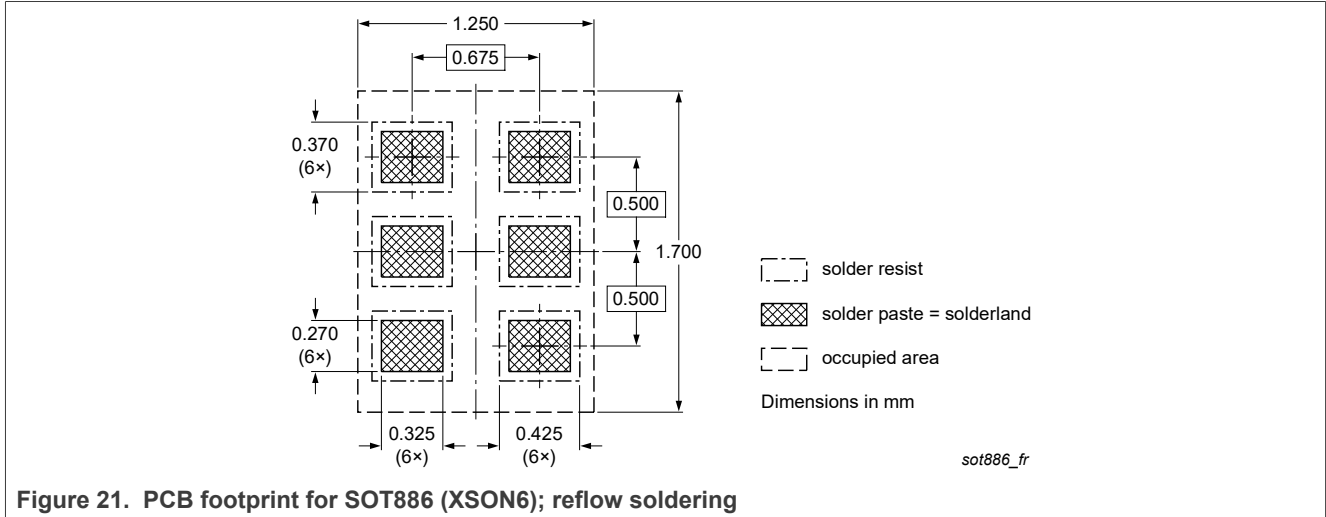 1.250
0.675
0.370
(6×)
0.500
1.700
solder resist
0.500
solder paste = solderland
0.270
(6×)
occupied area
Dimensions in mm
0.325
(6×)
0.425
(6×)
sot886_fr
Figure 21. PCB footprint for SOT886 (XSON6); reflow soldering